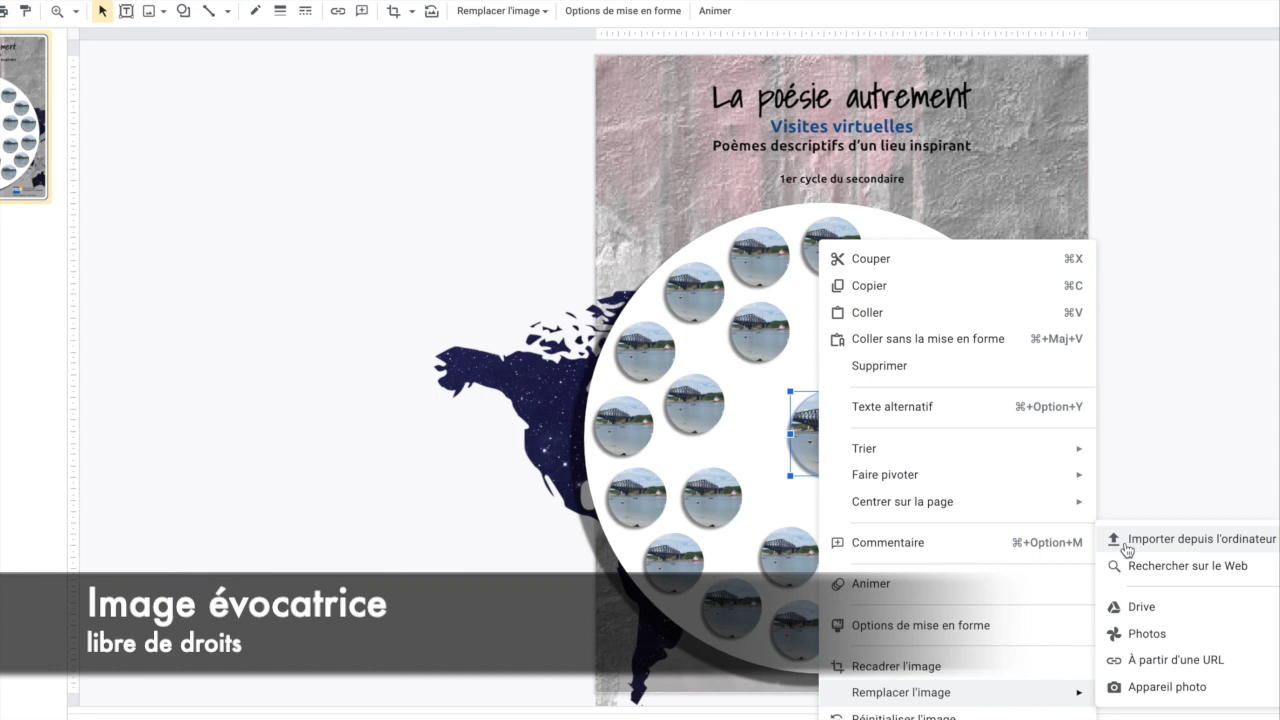 Remplacer l'image
Options de mise en forme
Animer
La poésie autrement
Visites virtuelles
Poèmes descriptifs d'un lieu inspirant
1er cycle du secondaire
Couper ⌘X
Copier ⌘C
Coller ⌘V
Coller sans la mise en forme ⌘+Maj+V
Supprimer
Texte alternatif ⌘+Option+Y
Trier
Faire pivoter
Centrer sur la page
Commentaire ⌘+Option+M
Animer
Options de mise en forme
Recadrer l'image
Remplacer l'image
Réinitialiser l'image
Importer depuis l'ordinateur
Rechercher sur le Web
Drive
Photos
À partir d'une URL
Appareil photo
Image évocatrice
libre de droits